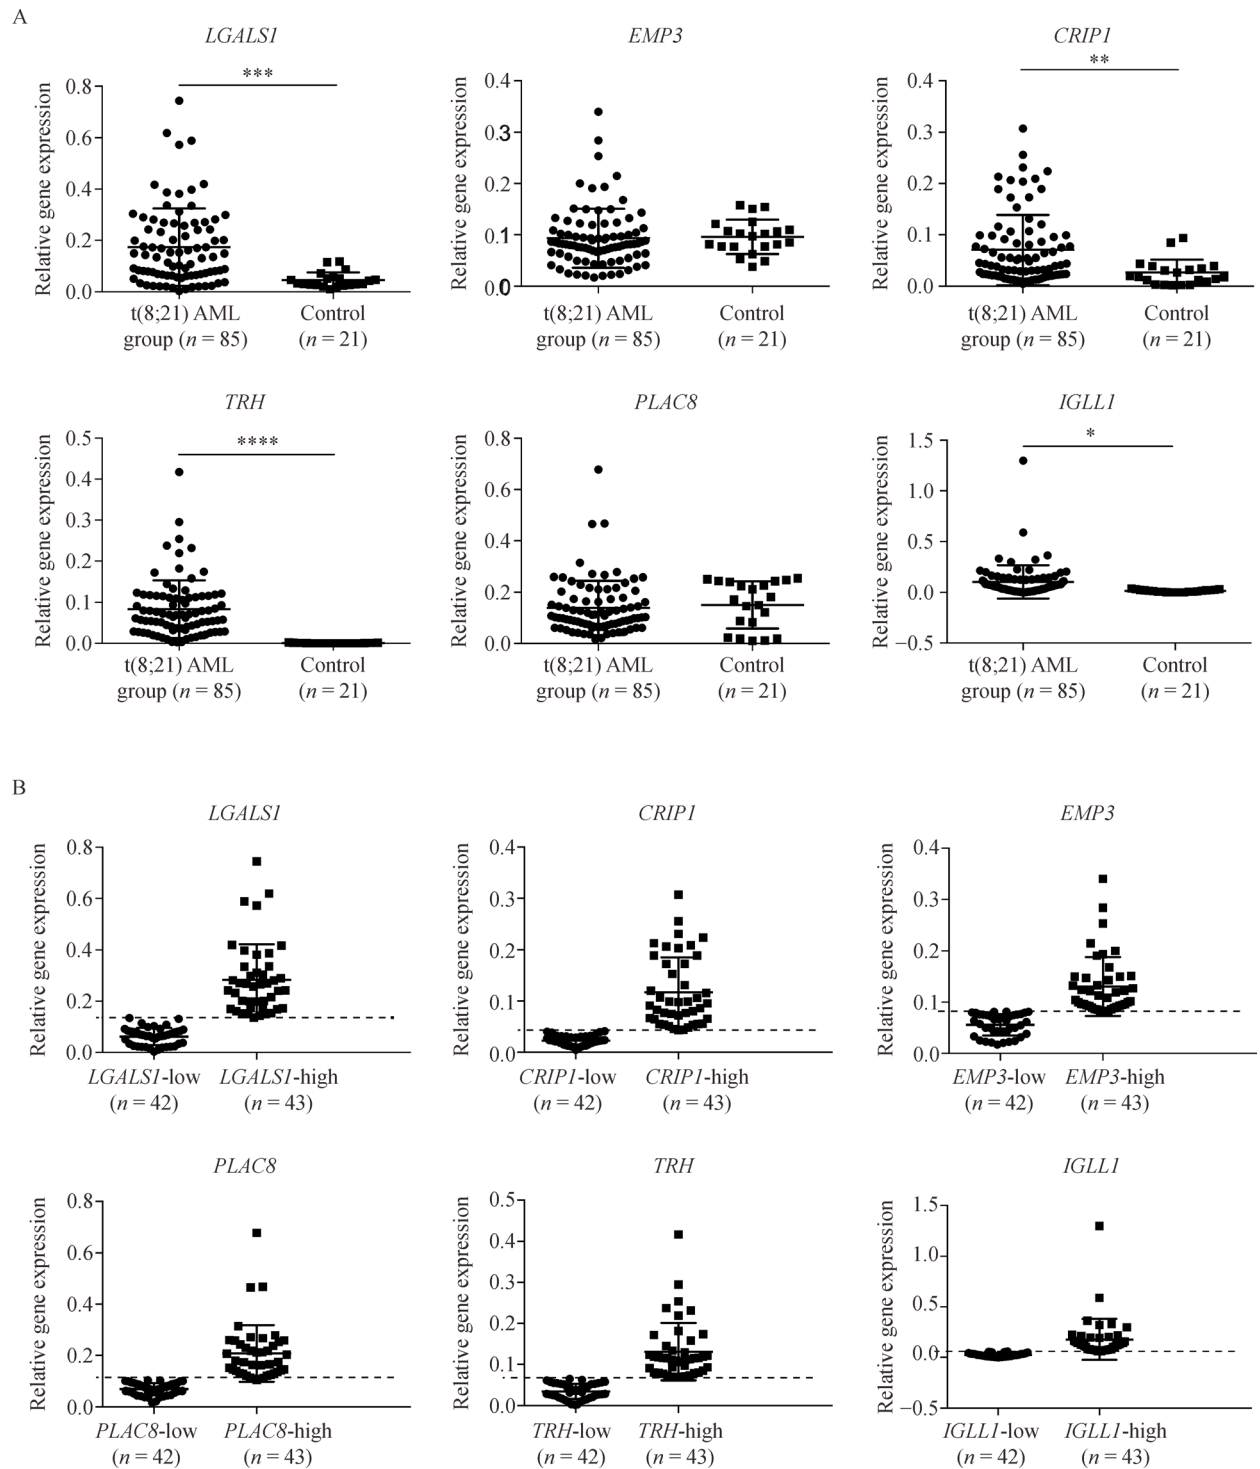 A
LGALS1
EMP3
CRIP1
***
**
Relative gene expression
0.8
0.6
0.4
0.2
0.0
t(8;21) AML
group (n = 85)
Control
(n = 21)
Relative gene expression
0.4
0.3
0.2
0.1
0.0
t(8;21) AML
group (n = 85)
Control
(n = 21)
Relative gene expression
0.4
0.3
0.2
0.1
0.0
t(8;21) AML
group (n = 85)
Control
(n = 21)
TRH
PLAC8
IGLL1
****
*
Relative gene expression
0.5
0.4
0.3
0.2
0.1
0.0
t(8;21) AML
group (n = 85)
Control
(n = 21)
Relative gene expression
0.8
0.6
0.4
0.2
0.0
t(8;21) AML
group (n = 85)
Control
(n = 21)
Relative gene expression
1.5
1.0
0.5
0.0
−0.5
t(8;21) AML
group (n = 85)
Control
(n = 21)
B
LGALS1
CRIP1
EMP3
Relative gene expression
0.8
0.6
0.4
0.2
0.0
LGALS1-low
(n = 42)
LGALS1-high
(n = 43)
Relative gene expression
0.4
0.3
0.2
0.1
0.0
CRIP1-low
(n = 42)
CRIP1-high
(n = 43)
Relative gene expression
0.4
0.3
0.2
0.1
0.0
EMP3-low
(n = 42)
EMP3-high
(n = 43)
PLAC8
TRH
IGLL1
Relative gene expression
0.8
0.6
0.4
0.2
0.0
PLAC8-low
(n = 42)
PLAC8-high
(n = 43)
Relative gene expression
0.5
0.4
0.3
0.2
0.1
0.0
TRH-low
(n = 42)
TRH-high
(n = 43)
Relative gene expression
1.5
1.0
0.5
0.0
−0.5
IGLL1-low
(n = 42)
IGLL1-high
(n = 43)